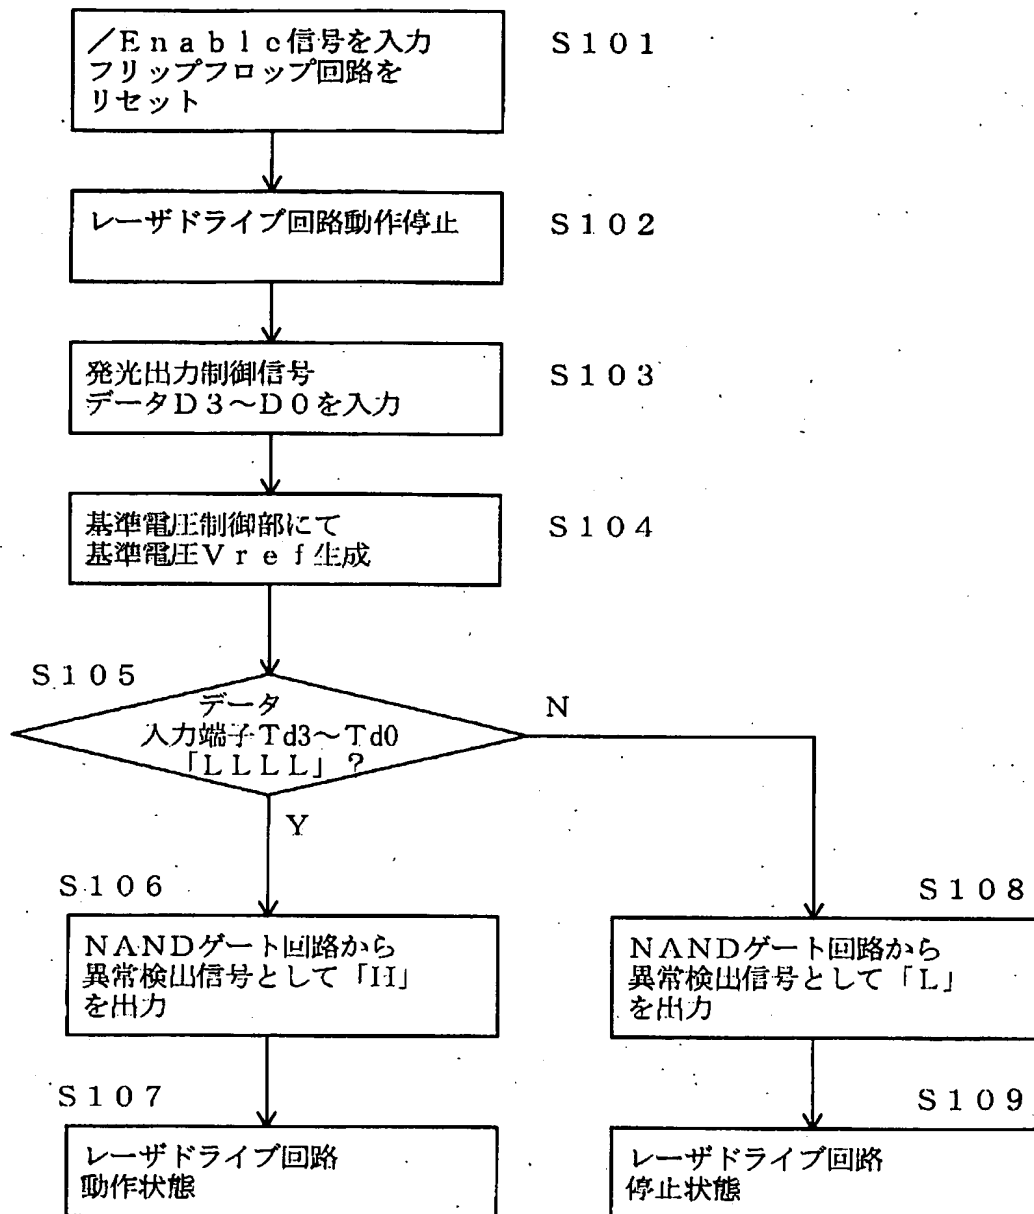 ／Enable信号を入力
フリップフロップ回路を
リセット
S101
レーザドライブ回路動作停止
S102
発光出力制御信号
データD3～D0を入力
S103
基準電圧制御部にて
基準電圧Vref生成
S104
S105
データ
入力端子Td3～Td0
「LLLL」？
N
Y
S106
NANDゲート回路から
異常検出信号として「H」
を出力
S108
NANDゲート回路から
異常検出信号として「L」
を出力
S107
レーザドライブ回路
動作状態
S109
レーザドライブ回路
停止状態